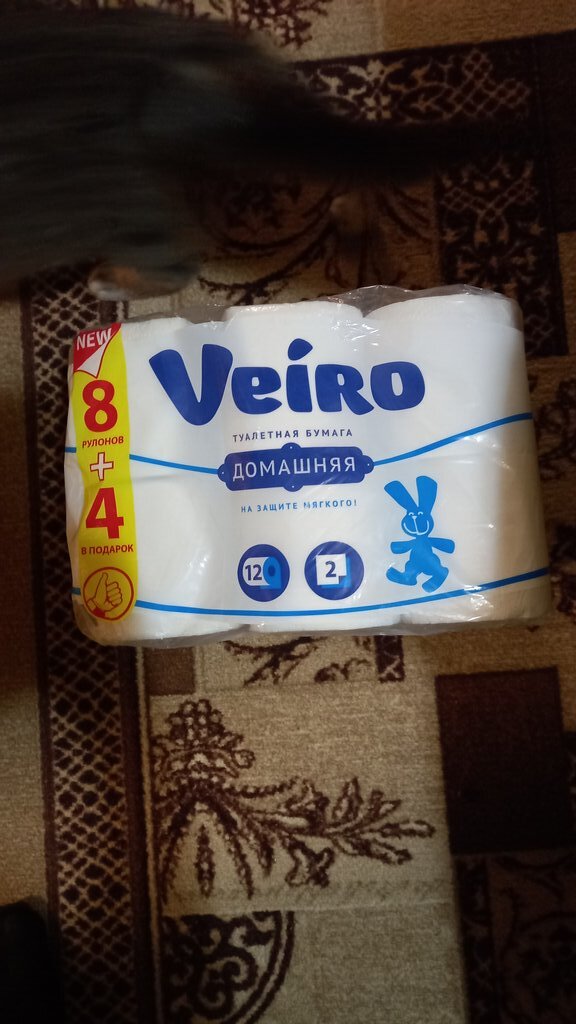 NEW
8
РУЛОНОВ
+
4
В ПОДАРОК
Veiro
ТУАЛЕТНАЯ БУМАГА
ДОМАШНЯЯ
НА ЗАЩИТЕ МЯГКОГО!
12
2